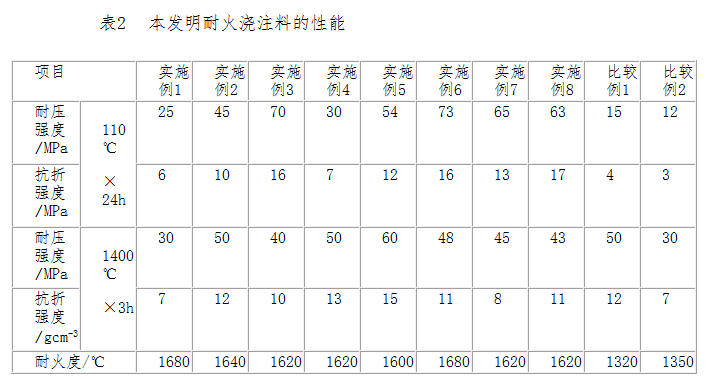 表2 本发明耐火浇注料的性能
项目 实施例1 实施例2 实施例3 实施例4 实施例5 实施例6 实施例7 实施例8 比较例1 比较例2
耐压强度/MPa 110℃×24h 25 45 70 30 54 73 65 63 15 12
抗折强度/MPa 6 10 16 7 12 16 13 17 4 3
耐压强度/MPa 1400℃×3h 30 50 40 50 60 48 45 43 50 30
抗折强度/gcm-3 7 12 10 13 15 11 8 11 12 7
耐火度/℃ 1680 1640 1620 1620 1600 1680 1620 1620 1320 1350